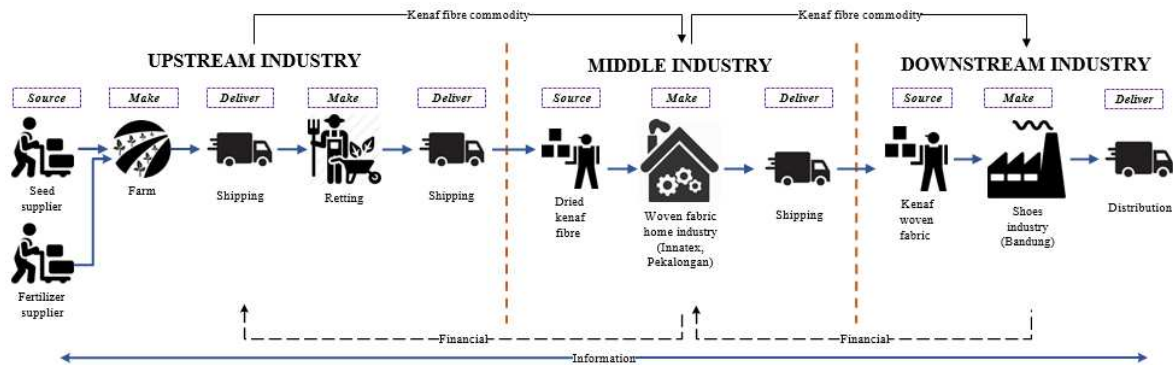 Kenaf fibre commodity
Kenaf fibre commodity
UPSTREAM INDUSTRY
MIDDLE INDUSTRY
DOWNSTREAM INDUSTRY
Source
Make
Deliver
Make
Deliver
Source
Make
Deliver
Source
Make
Deliver
Seed
supplier
Farm
Shipping
Retting
Shipping
Dried
kenaf
fibre
Woven fabric
home industry
(Innatex,
Pekalongan)
Shipping
Kenaf
woven
fabric
Shoes
industry
(Bandung)
Distribution
Fertilizer
supplier
Financial
Financial
Information